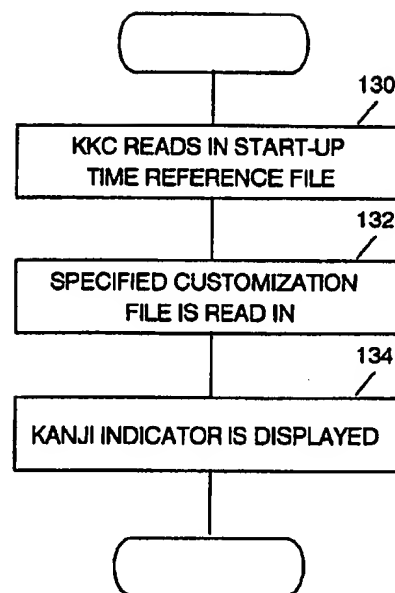 130
KKC READS IN START-UP
TIME REFERENCE FILE
132
SPECIFIED CUSTOMIZATION
FILE IS READ IN
134
KANJI INDICATOR IS DISPLAYED